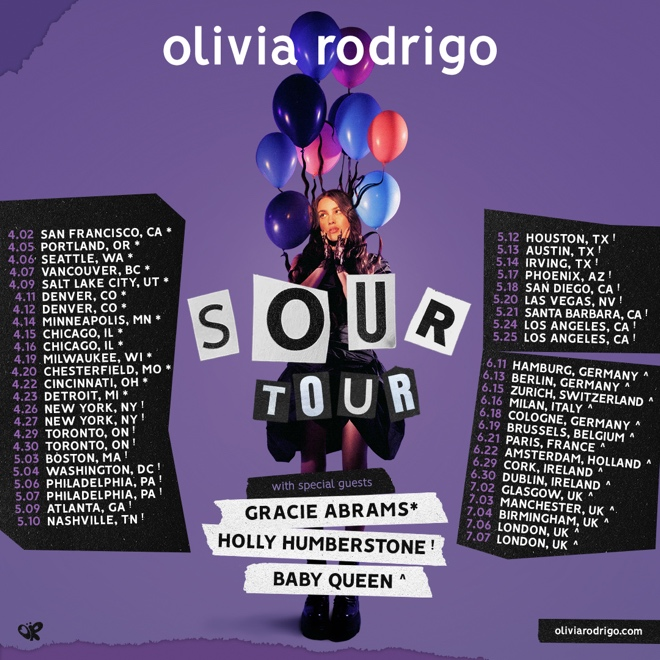 olivia rodrigo
4.02 SAN FRANCISCO, CA *
4.05 PORTLAND, OR *
4.06 SEATTLE, WA *
4.07 VANCOUVER, BC *
4.09 SALT LAKE CITY, UT *
4.11 DENVER, CO *
4.12 DENVER, CO *
4.14 MINNEAPOLIS, MN *
4.15 CHICAGO, IL *
4.16 CHICAGO, IL *
4.19 MILWAUKEE, WI *
4.20 CHESTERFIELD, MO *
4.22 CINCINNATI, OH *
4.23 DETROIT, MI *
4.26 NEW YORK, NY !
4.27 NEW YORK, NY !
4.29 TORONTO, ON !
4.30 TORONTO, ON !
5.03 BOSTON, MA !
5.04 WASHINGTON, DC !
5.06 PHILADELPHIA, PA !
5.07 PHILADELPHIA, PA !
5.09 ATLANTA, GA !
5.10 NASHVILLE, TN !
SOUR
TOUR
with special guests
GRACIE ABRAMS*
HOLLY HUMBERSTONE !
BABY QUEEN ^
5.12 HOUSTON, TX !
5.13 AUSTIN, TX !
5.14 IRVING, TX !
5.17 PHOENIX, AZ !
5.18 SAN DIEGO, CA !
5.20 LAS VEGAS, NV !
5.21 SANTA BARBARA, CA !
5.24 LOS ANGELES, CA !
5.25 LOS ANGELES, CA !
6.11 HAMBURG, GERMANY ^
6.13 BERLIN, GERMANY ^
6.15 ZURICH, SWITZERLAND ^
6.16 MILAN, ITALY ^
6.18 COLOGNE, GERMANY ^
6.19 BRUSSELS, BELGIUM ^
6.21 PARIS, FRANCE ^
6.22 AMSTERDAM, HOLLAND ^
6.29 CORK, IRELAND ^
6.30 DUBLIN, IRELAND ^
7.02 GLASGOW, UK ^
7.03 MANCHESTER, UK ^
7.04 BIRMINGHAM, UK ^
7.06 LONDON, UK ^
7.07 LONDON, UK ^
OR
oliviarodrigo.com